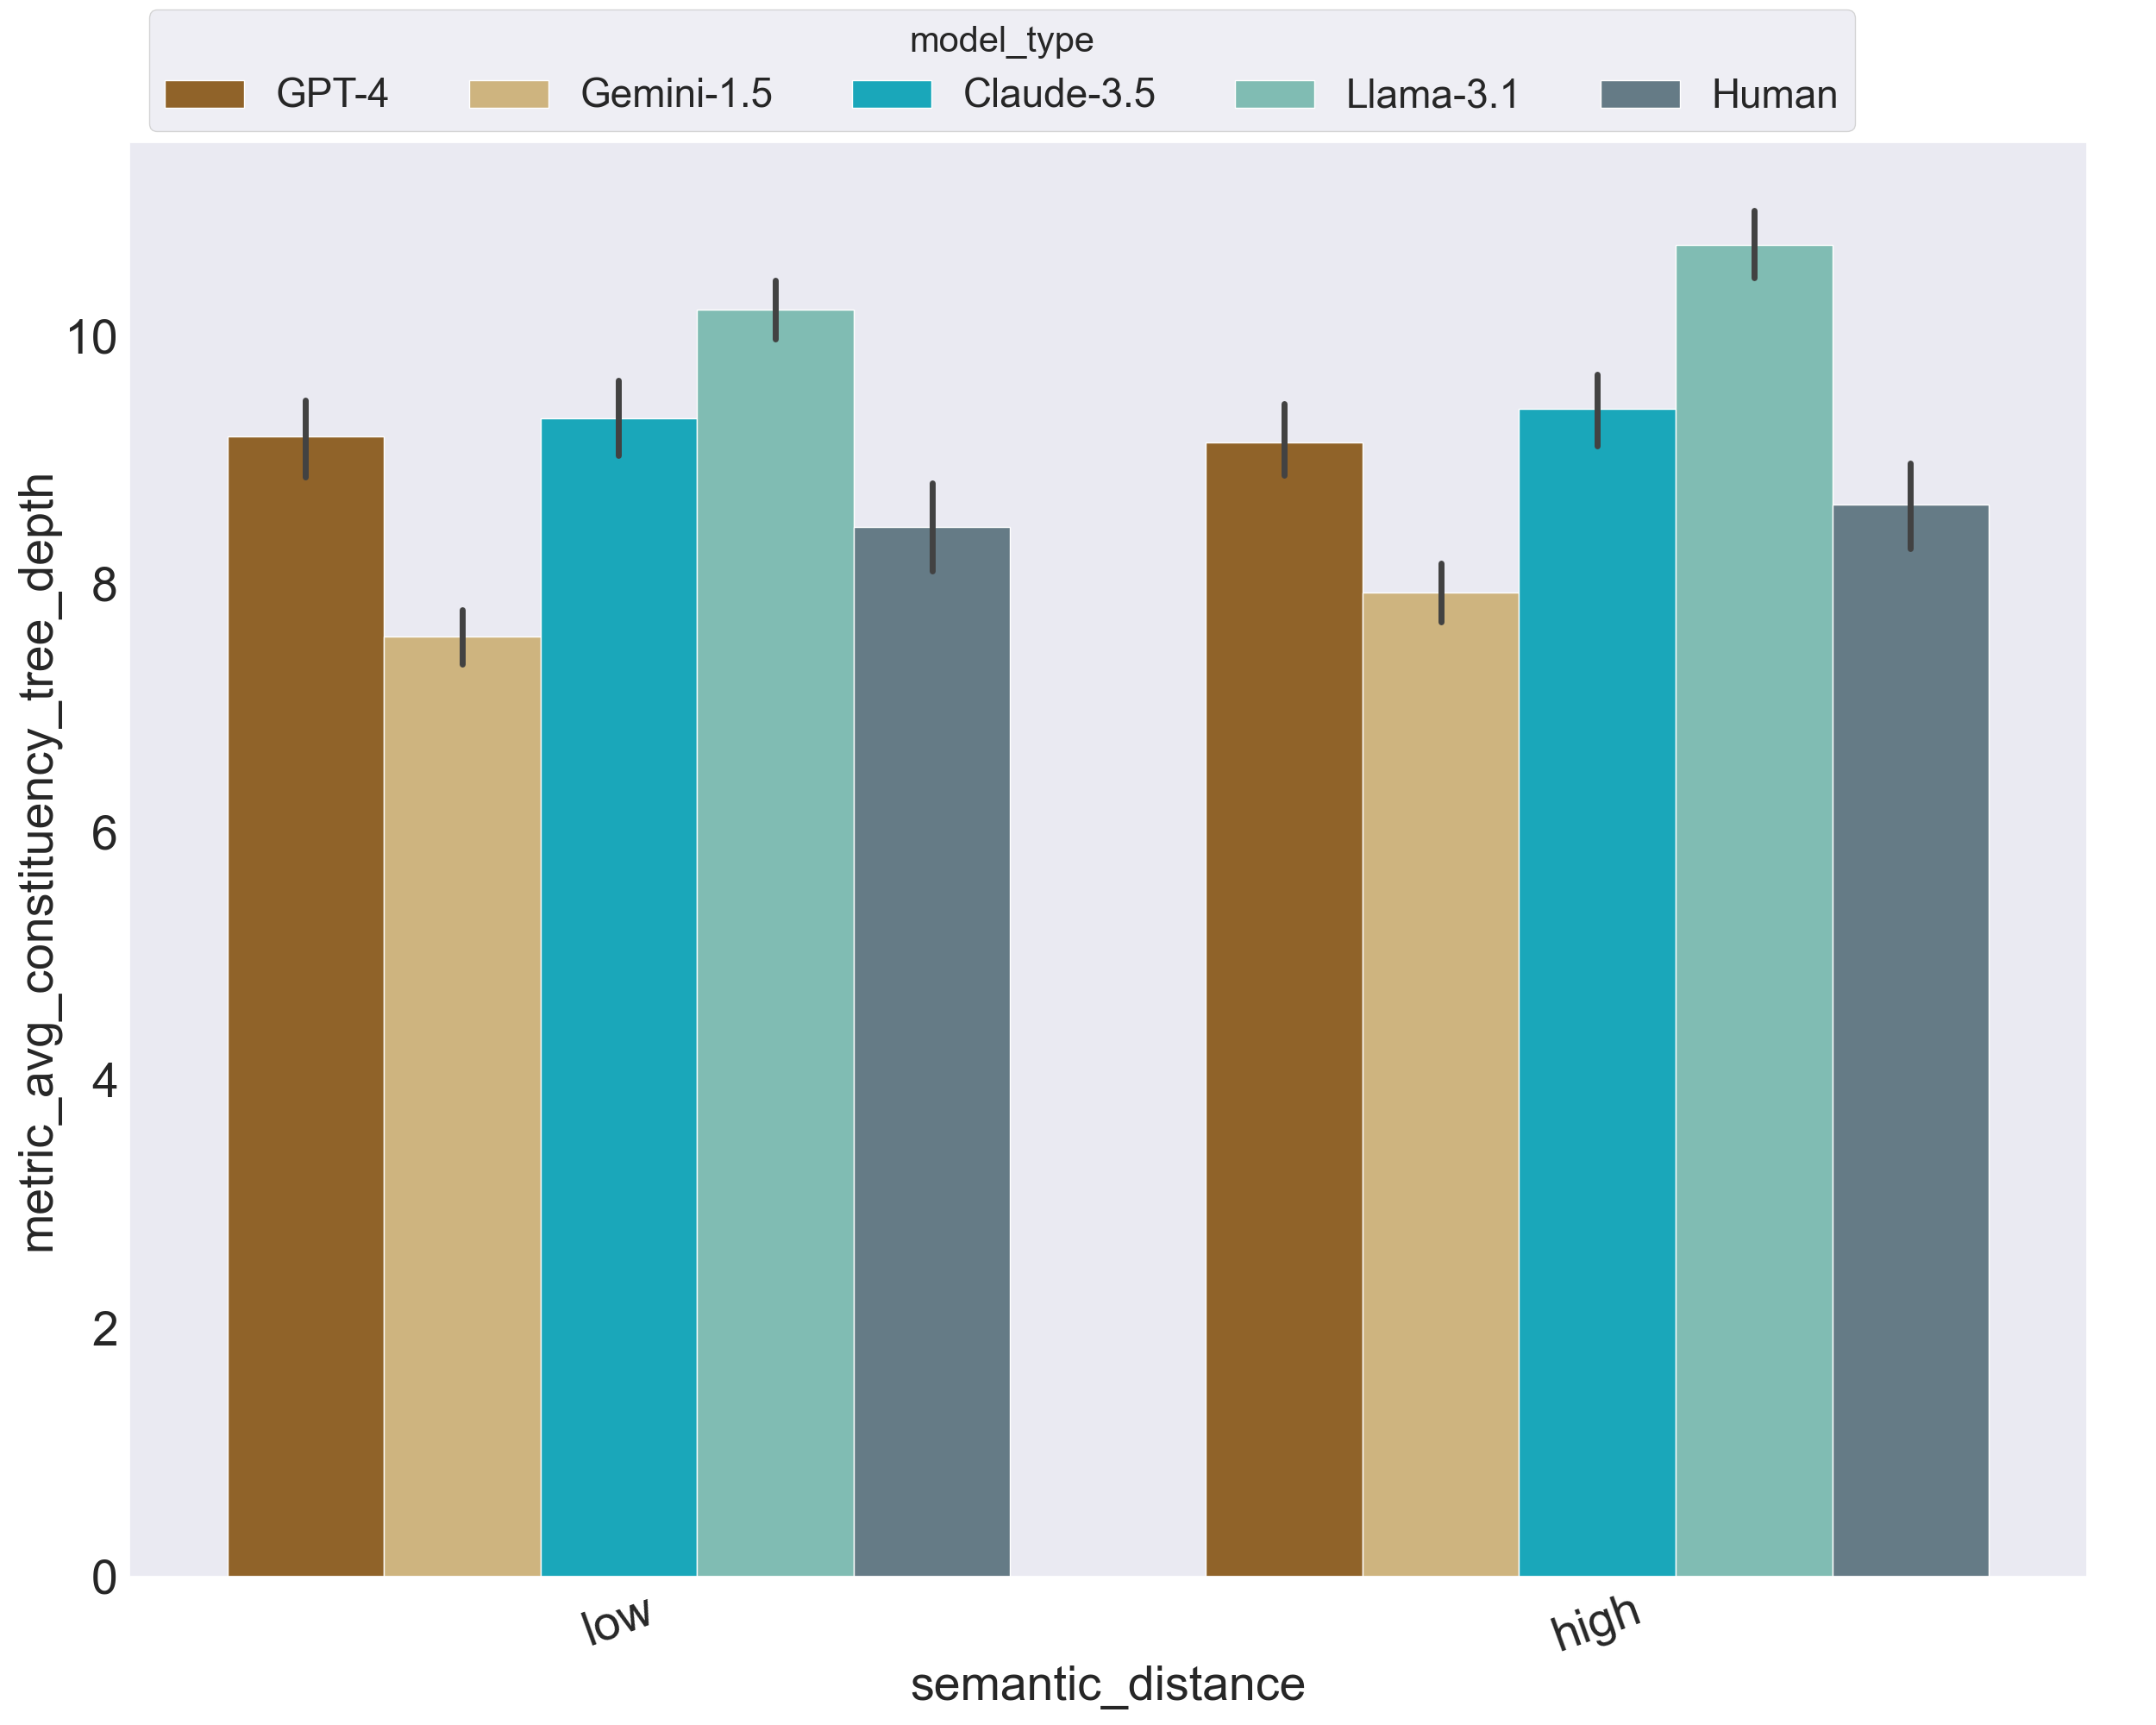 model_type
GPT-4 Gemini-1.5 Claude-3.5 Llama-3.1 Human
metric_avg_constituency_tree_depth
10
8
6
4
2
0
low high
semantic_distance